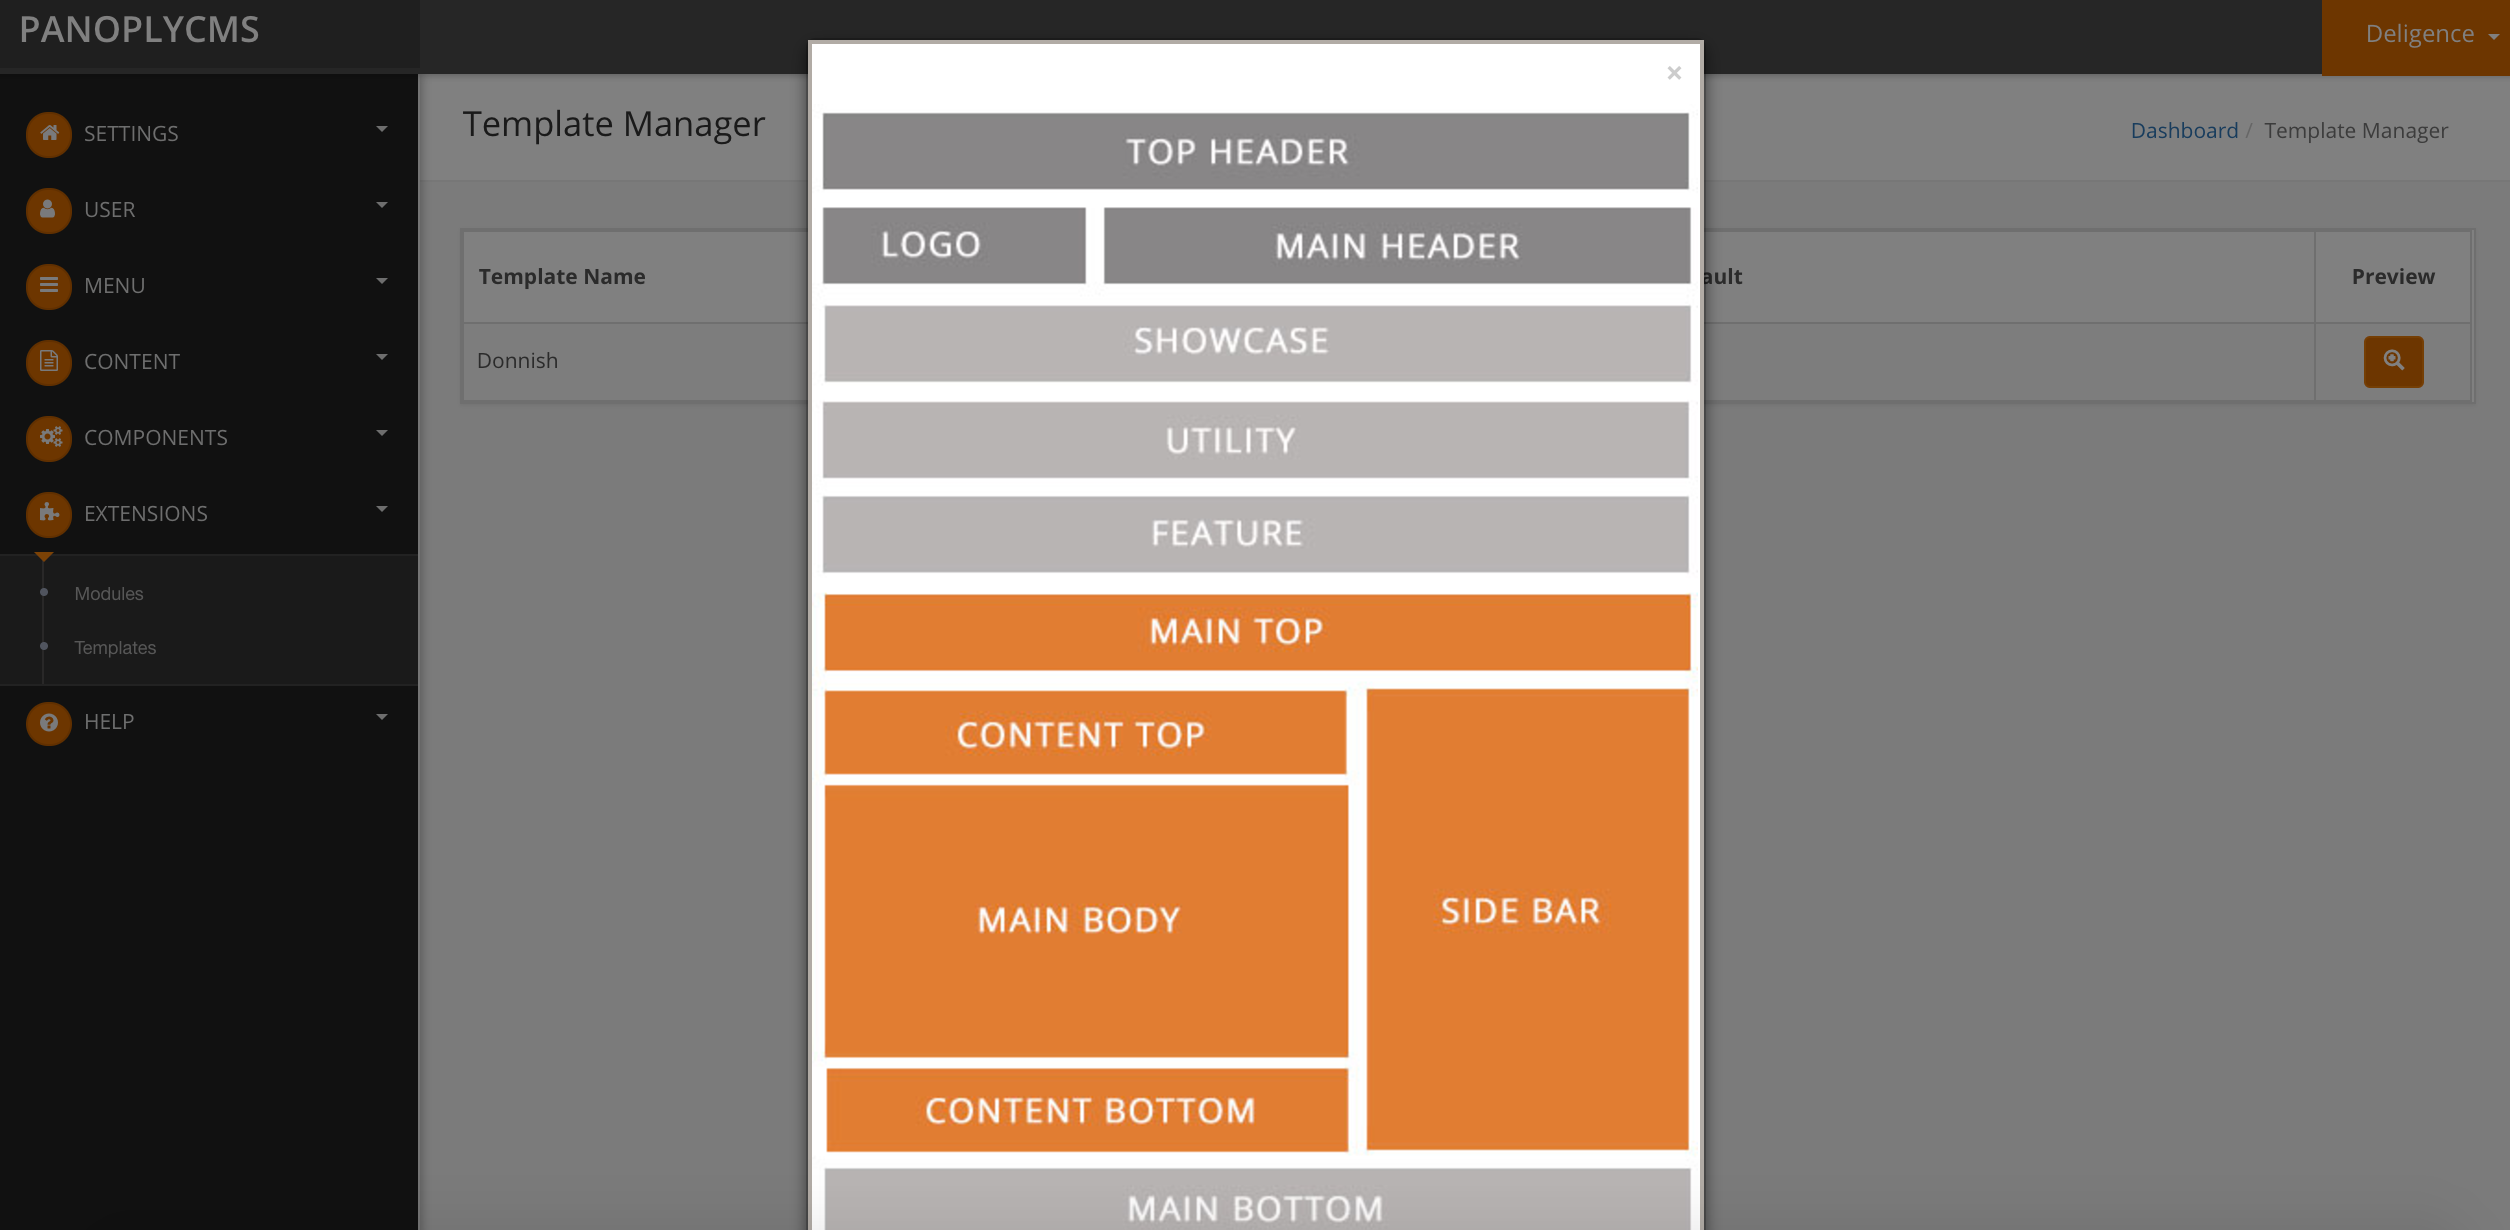 PANOPLYCMS
Deligence
SETTINGS
USER
MENU
CONTENT
COMPONENTS
EXTENSIONS
Modules
Templates
HELP
Template Manager
Dashboard / Template Manager
Template Name
ault
Preview
Donnish
×
TOP HEADER
LOGO
MAIN HEADER
SHOWCASE
UTILITY
FEATURE
MAIN TOP
CONTENT TOP
MAIN BODY
SIDE BAR
CONTENT BOTTOM
MAIN BOTTOM